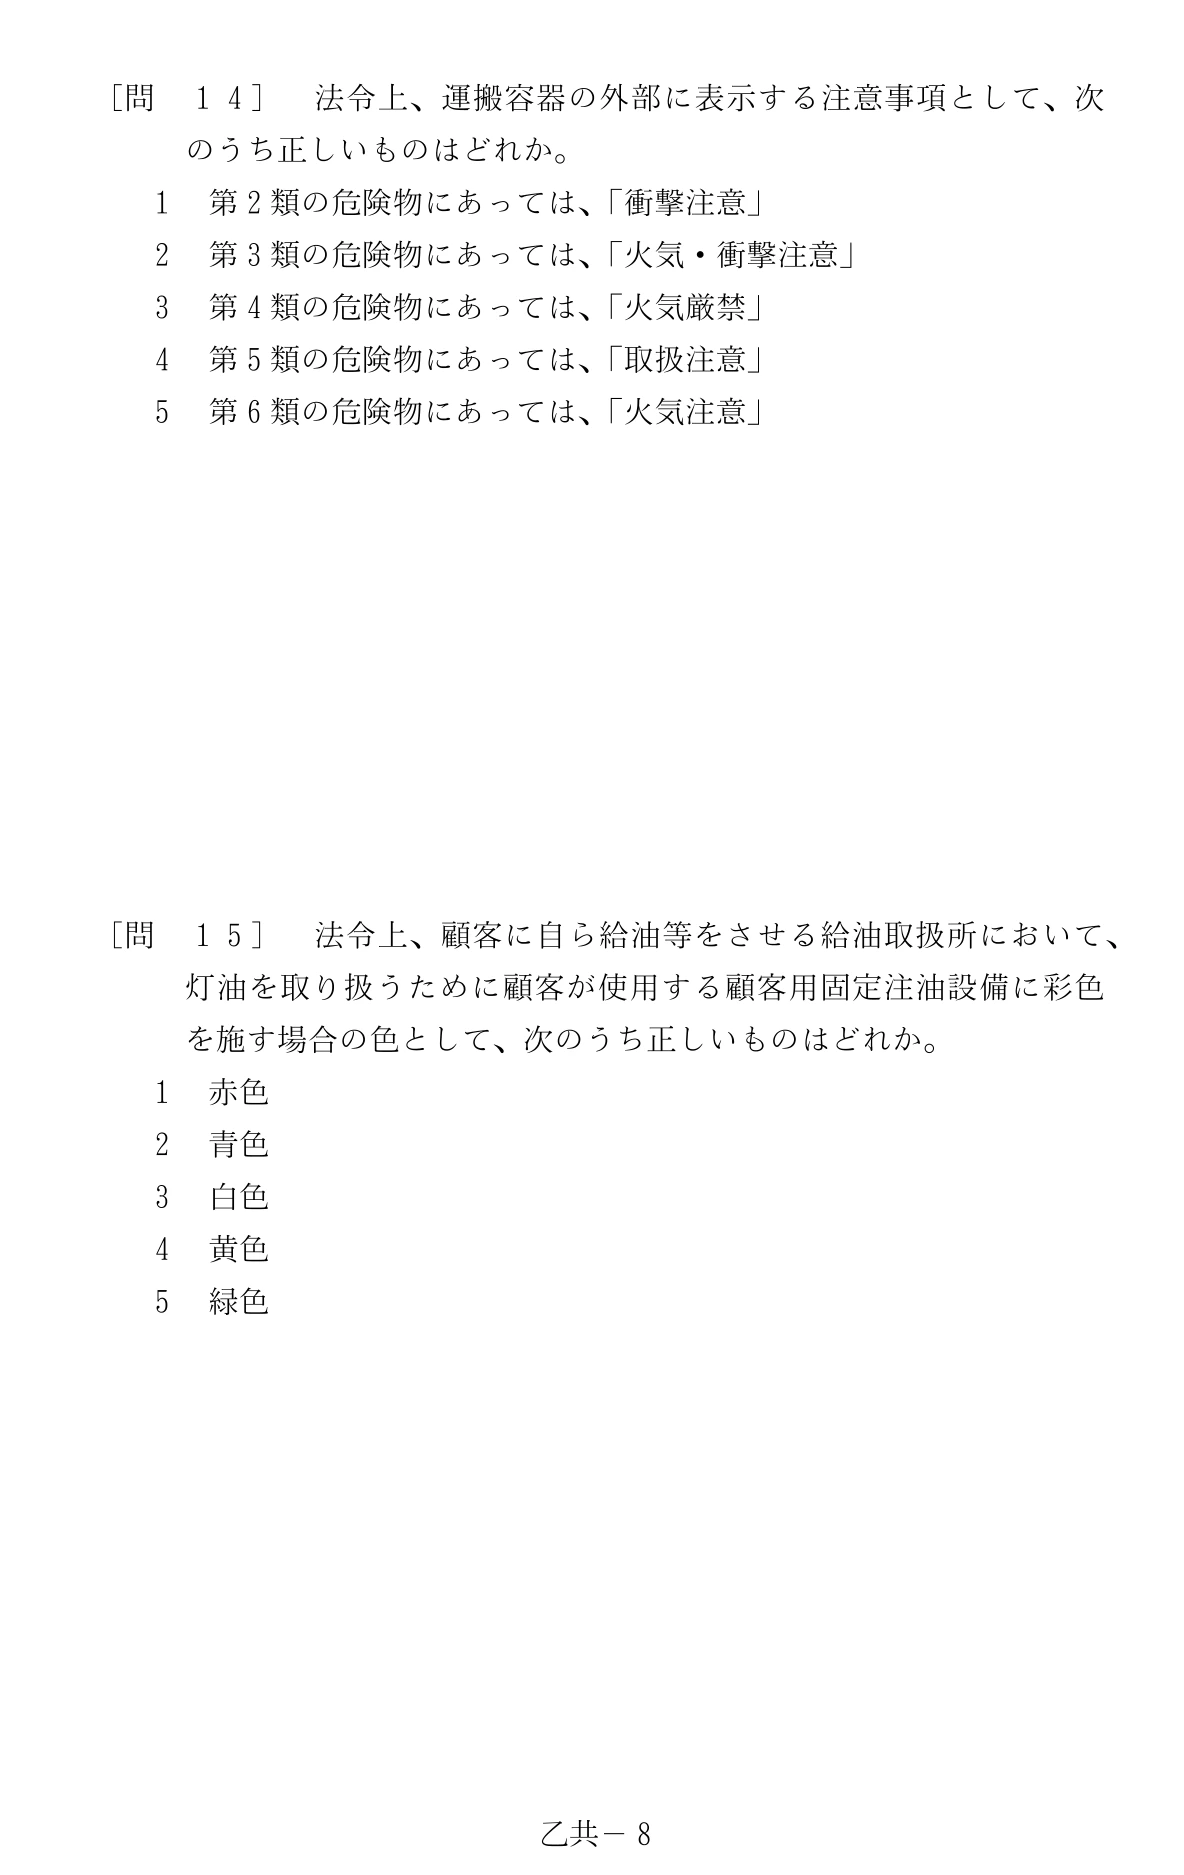 ［問　１４］　法令上、運搬容器の外部に表示する注意事項として、次
のうち正しいものはどれか。
1　第2類の危険物にあっては、「衝撃注意」
2　第3類の危険物にあっては、「火気・衝撃注意」
3　第4類の危険物にあっては、「火気厳禁」
4　第5類の危険物にあっては、「取扱注意」
5　第6類の危険物にあっては、「火気注意」
［問　１５］　法令上、顧客に自ら給油等をさせる給油取扱所において、
灯油を取り扱うために顧客が使用する顧客用固定注油設備に彩色
を施す場合の色として、次のうち正しいものはどれか。
1　赤色
2　青色
3　白色
4　黄色
5　緑色
乙共－8